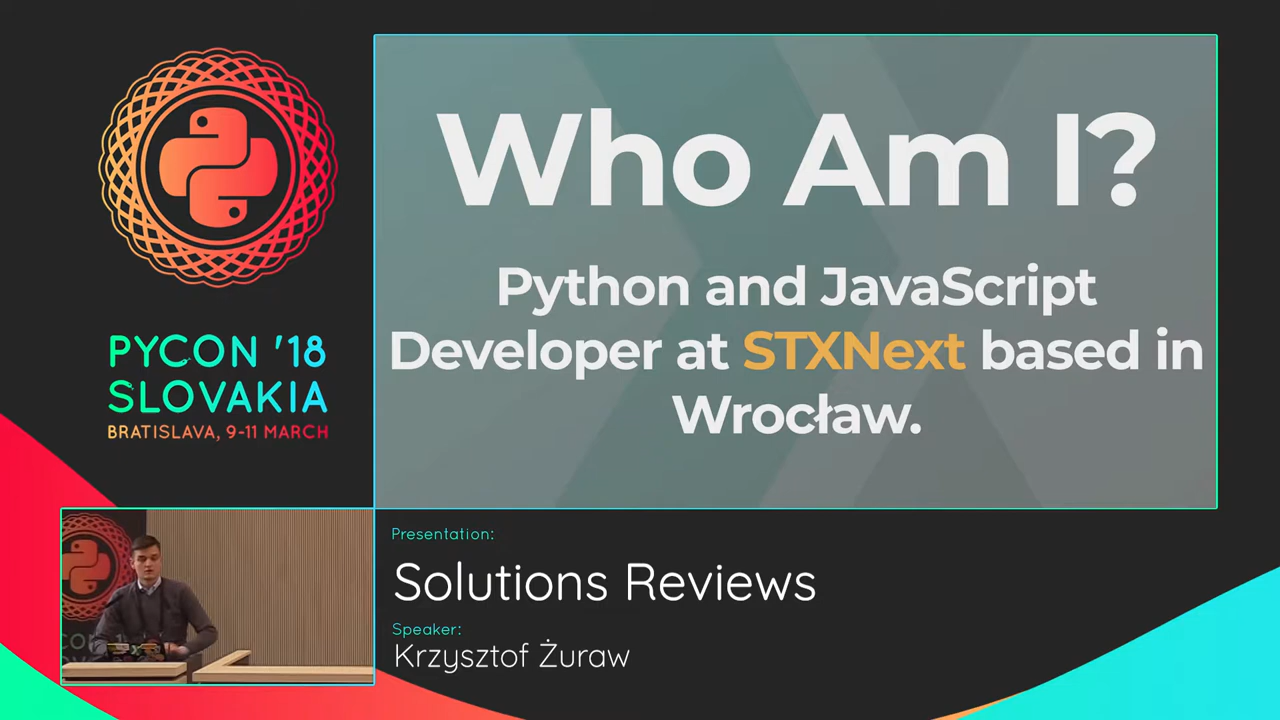 PYCON '18
SLOVAKIA
BRATISLAVA, 9-11 MARCH
Who Am I?
Python and JavaScript
Developer at STXNext based in
Wrocław.
Presentation:
Solutions Reviews
Speaker:
Krzysztof Żuraw